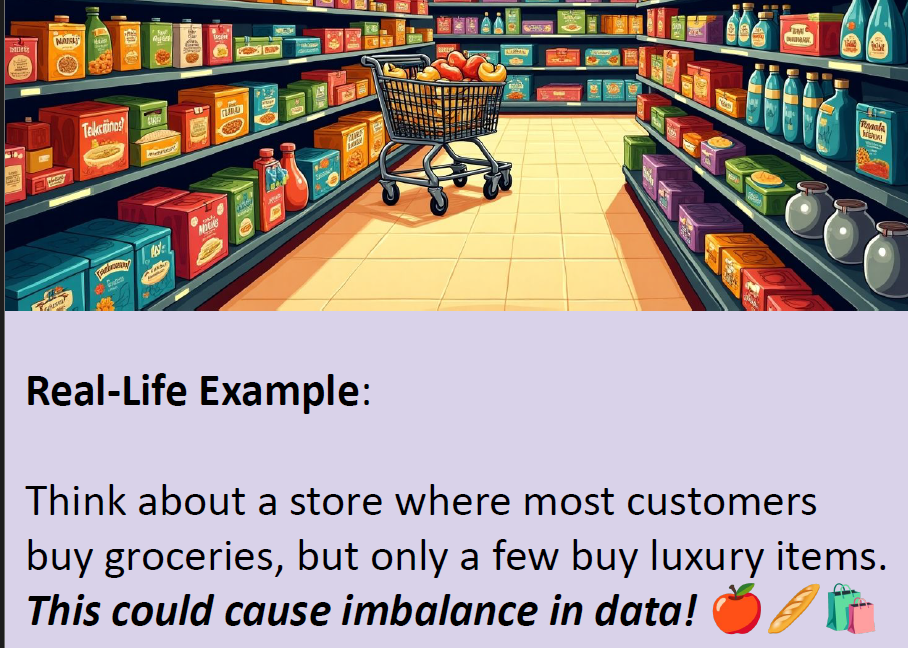 Real-Life Example:
Think about a store where most customers
buy groceries, but only a few buy luxury items.
This could cause imbalance in data! 🍎🥖🛍️